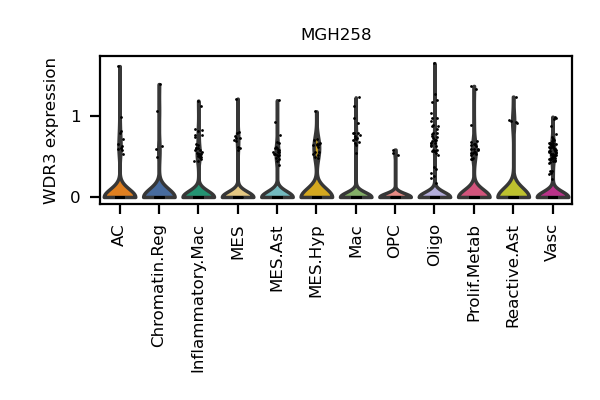 MGH258
WDR3 expression
1
0
AC
Chromatin.Reg
Inflammatory.Mac
MES
MES.Ast
MES.Hyp
Mac
OPC
Oligo
Prolif.Metab
Reactive.Ast
Vasc